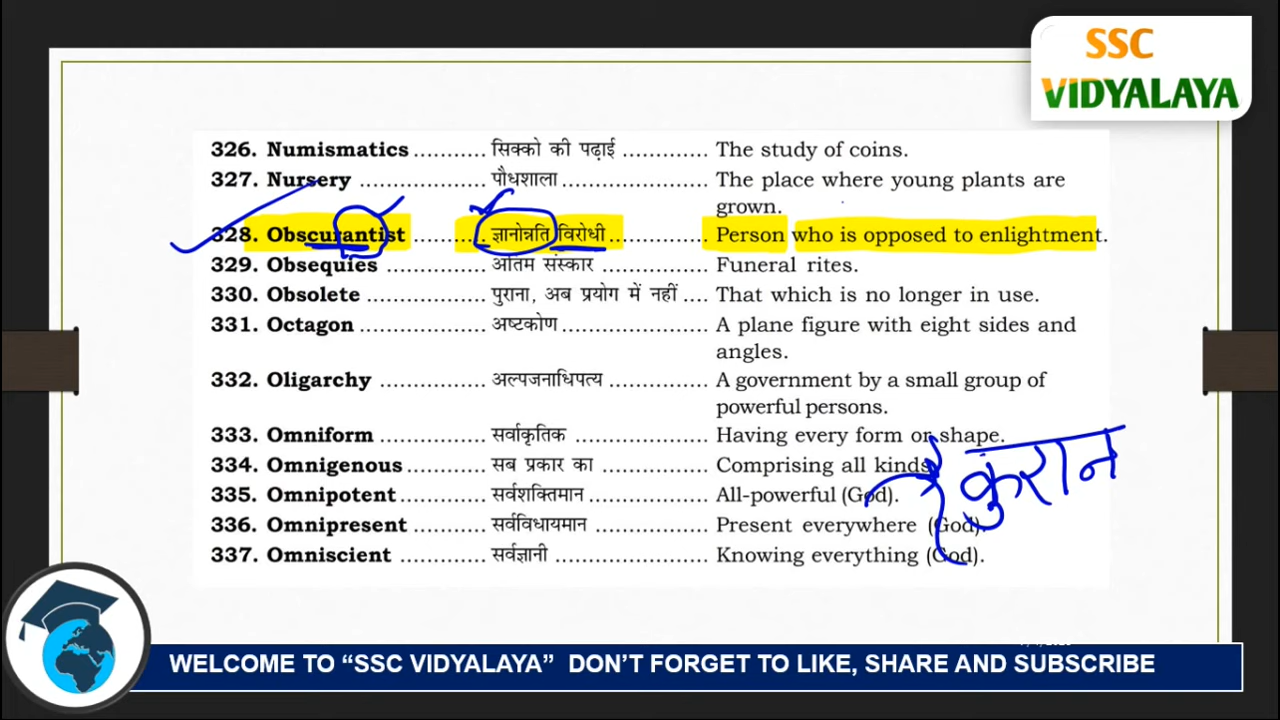 SSC
VIDYALAYA
326. Numismatics ........... सिक्को की पढ़ाई ............. The study of coins.
327. Nursery ................... पौधशाला ...................... The place where young plants are
grown.
328. Obscurantist ........... ज्ञानोन्नति विरोधी ............... Person who is opposed to enlightment.
329. Obsequies ................ अंतिम संस्कार ................. Funeral rites.
330. Obsolete .................. पुराना, अब प्रयोग में नहीं .... That which is no longer in use.
331. Octagon ................... अष्टकोण ...................... A plane figure with eight sides and
angles.
332. Oligarchy ................ अल्पजनाधिपत्य ............... A government by a small group of
powerful persons.
333. Omniform ................ सर्वाकृतिक ..................... Having every form or shape.
334. Omnigenous ............ सब प्रकार का ................. Comprising all kinds
335. Omnipotent ............. सर्वशक्तिमान .................. All-powerful (God).
336. Omnipresent ........... सर्वविधायमान ................. Present everywhere (God).
337. Omniscient ............. सर्वज्ञानी ....................... Knowing everything (God).
कुरान
WELCOME TO “SSC VIDYALAYA” DON’T FORGET TO LIKE, SHARE AND SUBSCRIBE